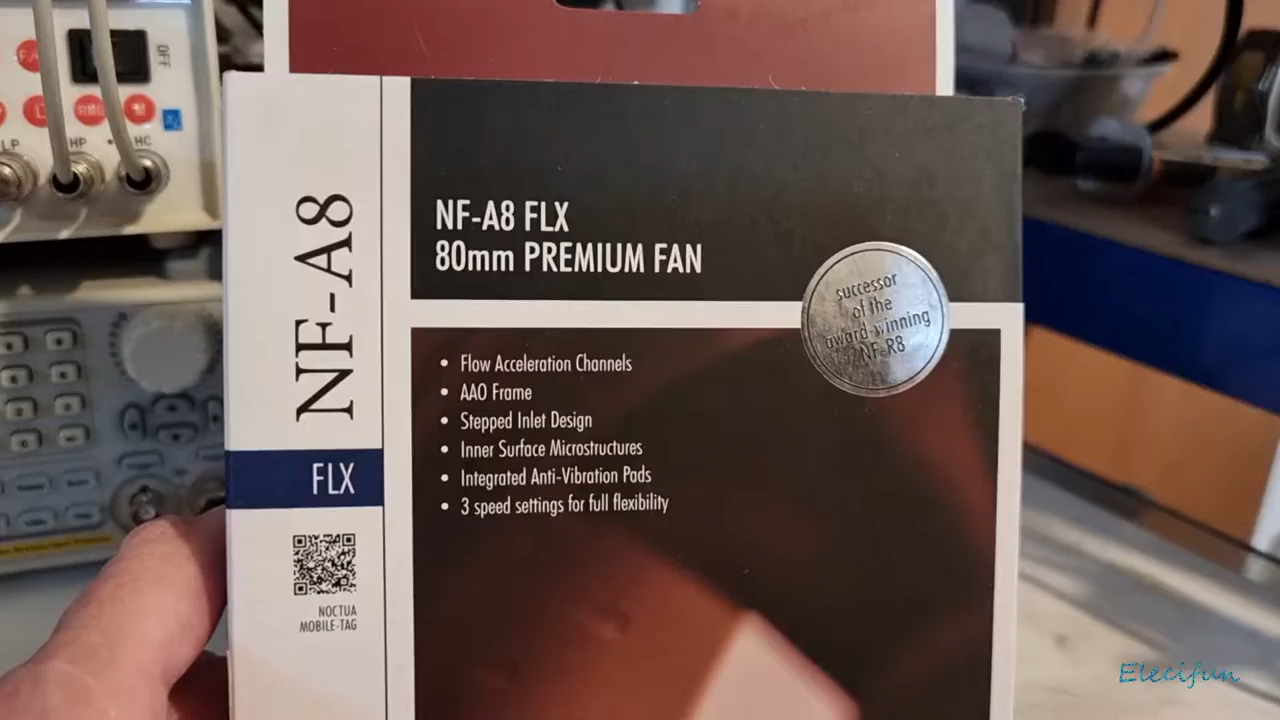 OFF
LP
HP
HC
NF-A8
FLX
NOCTUA
MOBILE-TAG
NF-A8 FLX
80mm PREMIUM FAN
successor
of the
award-winning
NF-R8
• Flow Acceleration Channels
• AAO Frame
• Stepped Inlet Design
• Inner Surface Microstructures
• Integrated Anti-Vibration Pads
• 3 speed settings for full flexibility
Elecifun